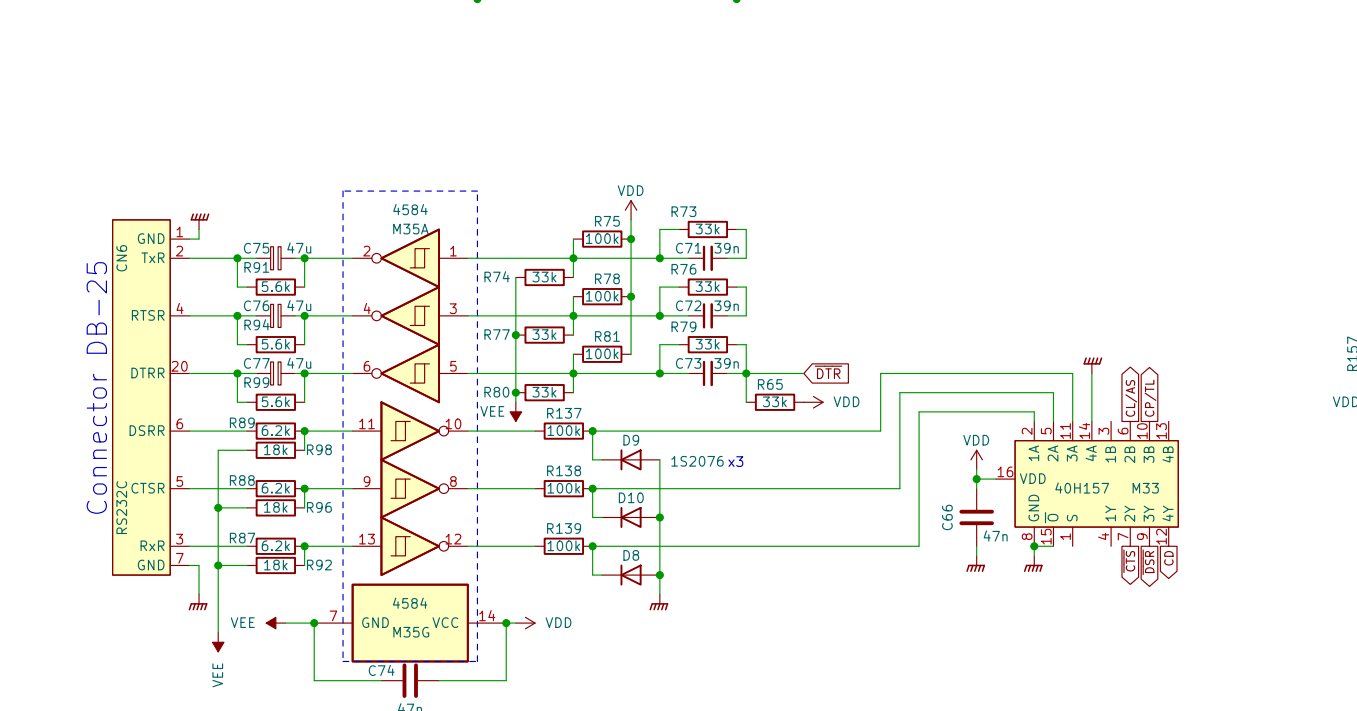 Connector DB-25
CN6
RS232C
GND 1
TxR 2
RTSR 4
DTRR 20
DSRR 6
CTSR 5
RxR 3
GND 7
C75 47u
R91
5.6k
C76 47u
R94
5.6k
C77 47u
R99
5.6k
R89
6.2k
18k R98
R88
6.2k
18k R96
R87
6.2k
18k R92
VEE
4584
M35A
2 1
4 3
6 5
11 10
9 8
13 12
4584
M35G
GND VCC
7 14
VEE
VDD
C74
47n
VDD
R75
100k
R74 33k
R78
100k
R77 33k
R81
100k
R80 33k
VEE
R73
33k
C71 39n
R76
33k
C72 39n
R79
33k
C73 39n
DTR
R65
33k VDD
R137
100k
D9
1S2076 x3
R138
100k
D10
R139
100k
D8
VDD
C66
47n
16 VDD
40H157 M33
2 5 11 14 3 6 10 13
1A 2A 3A 4A 1B 2B 3B 4B
CL/AS
CP/TL
GND O S 1Y 2Y 3Y 4Y
8 15 1 4 7 9 12
CTS
DSR
CD
R157
VDD